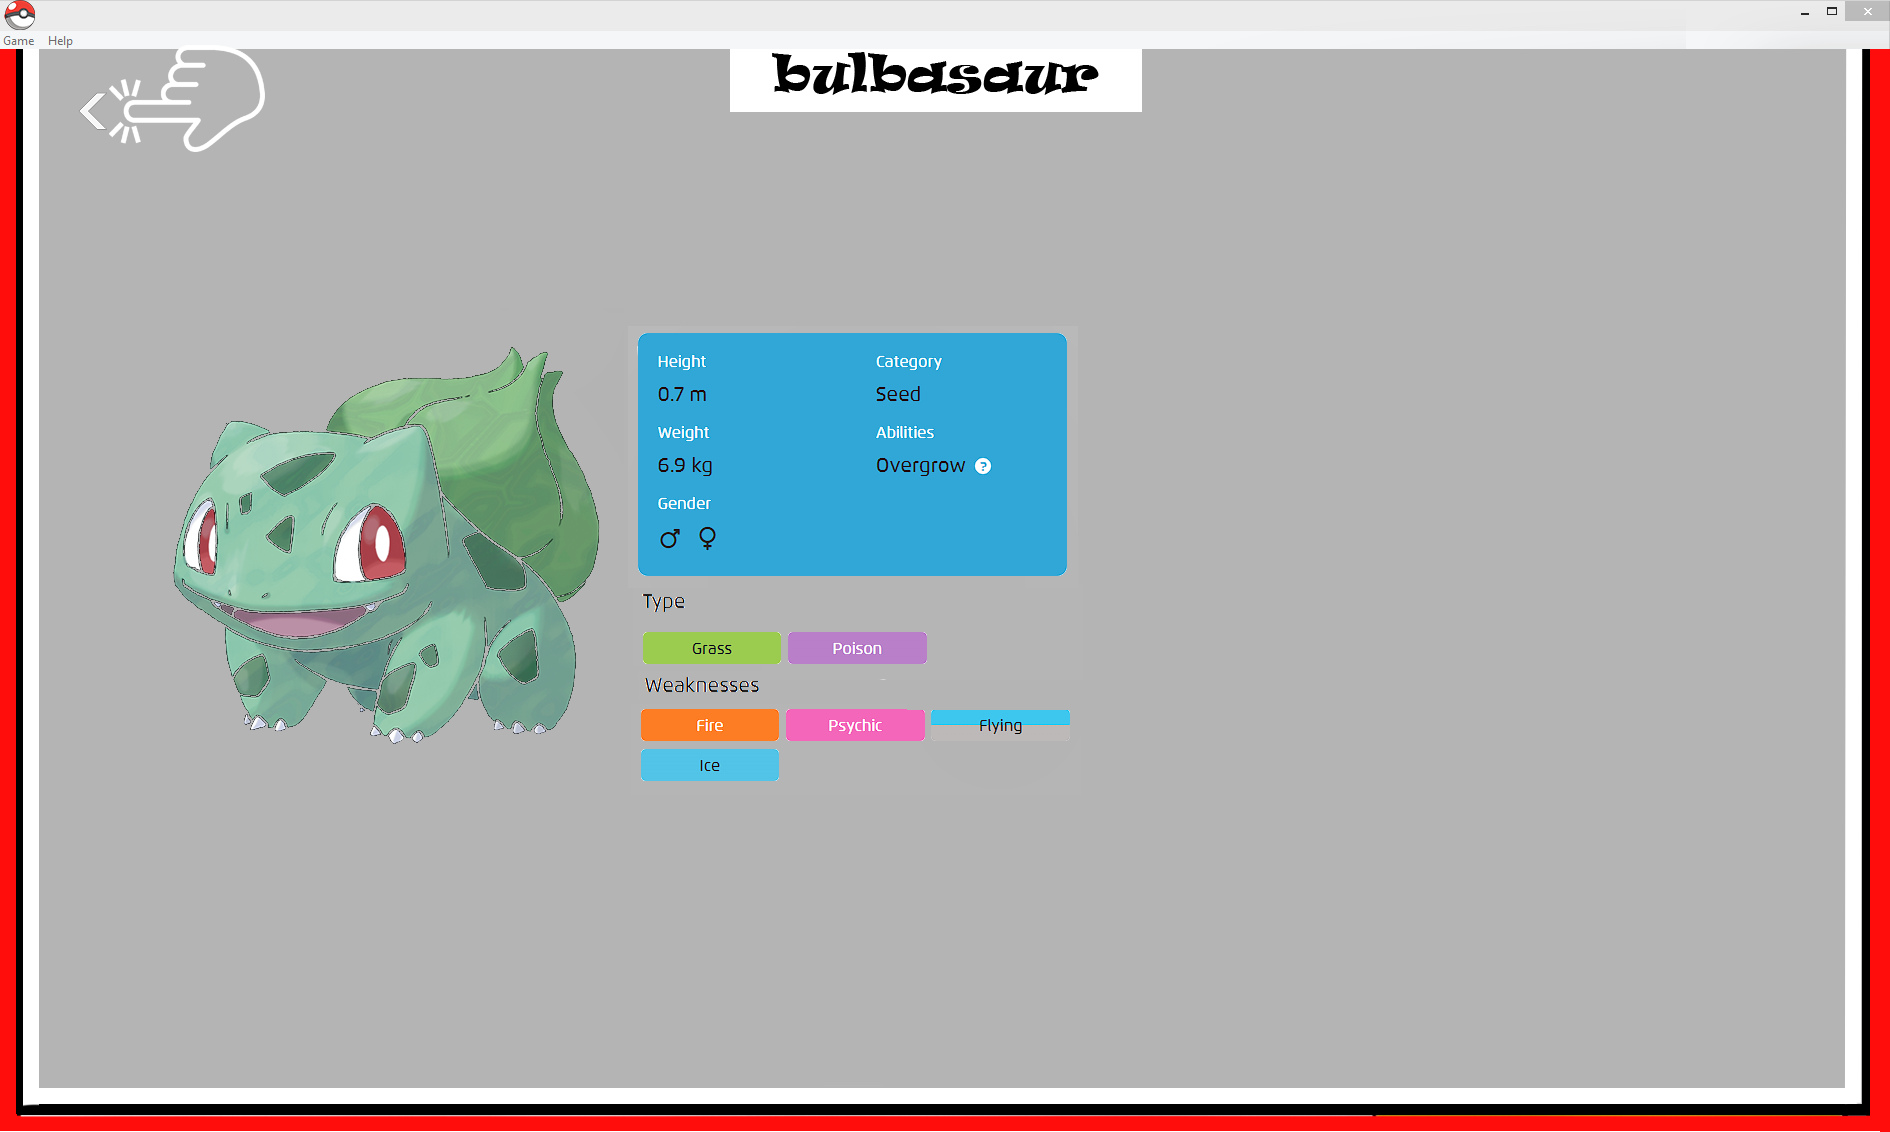 Game Help
bulbasaur
Height Category
0.7 m Seed
Weight Abilities
6.9 kg Overgrow ?
Gender
♂ ♀
Type
Grass Poison
Weaknesses
Fire Psychic Flying
Ice